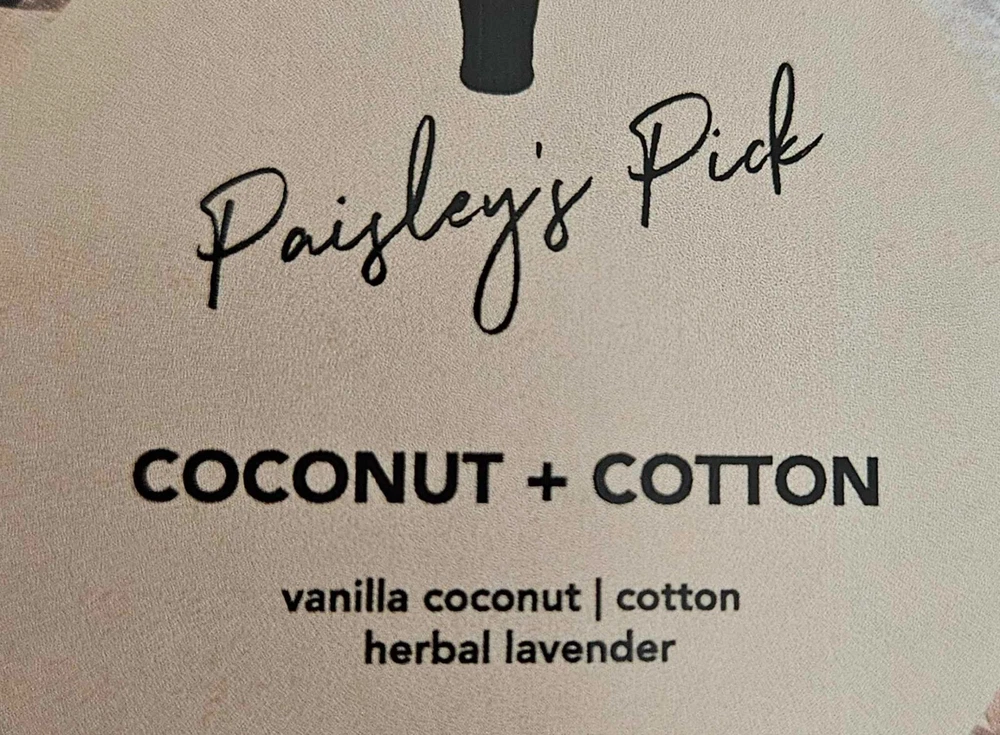 Paisley's Pick
COCONUT + COTTON
vanilla coconut | cotton
herbal lavender